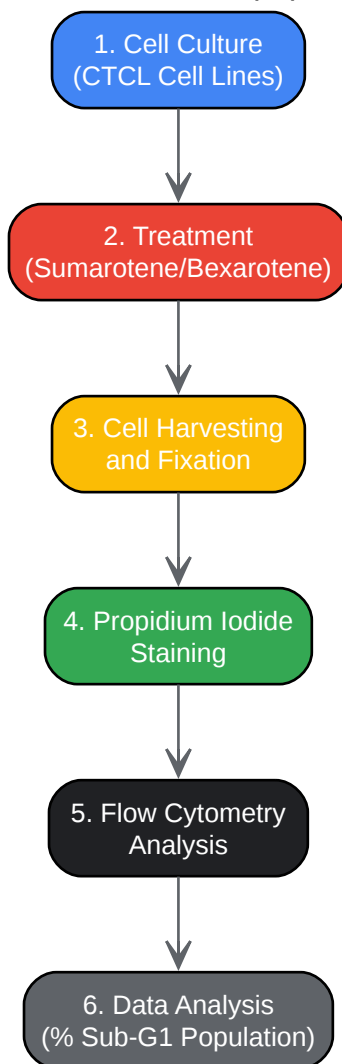 1. Cell Culture
(CTCL Cell Lines)
2. Treatment
(Sumarotene/Bexarotene)
3. Cell Harvesting
and Fixation
4. Propidium Iodide
Staining
5. Flow Cytometry
Analysis
6. Data Analysis
(% Sub-G1 Population)